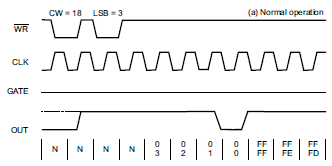 CW = 18 LSB = 3 (a) Normal operation
WR
CLK
GATE
OUT
N N N N 0 0 0 0 FF FF FF
3 2 1 0 FF FE FD